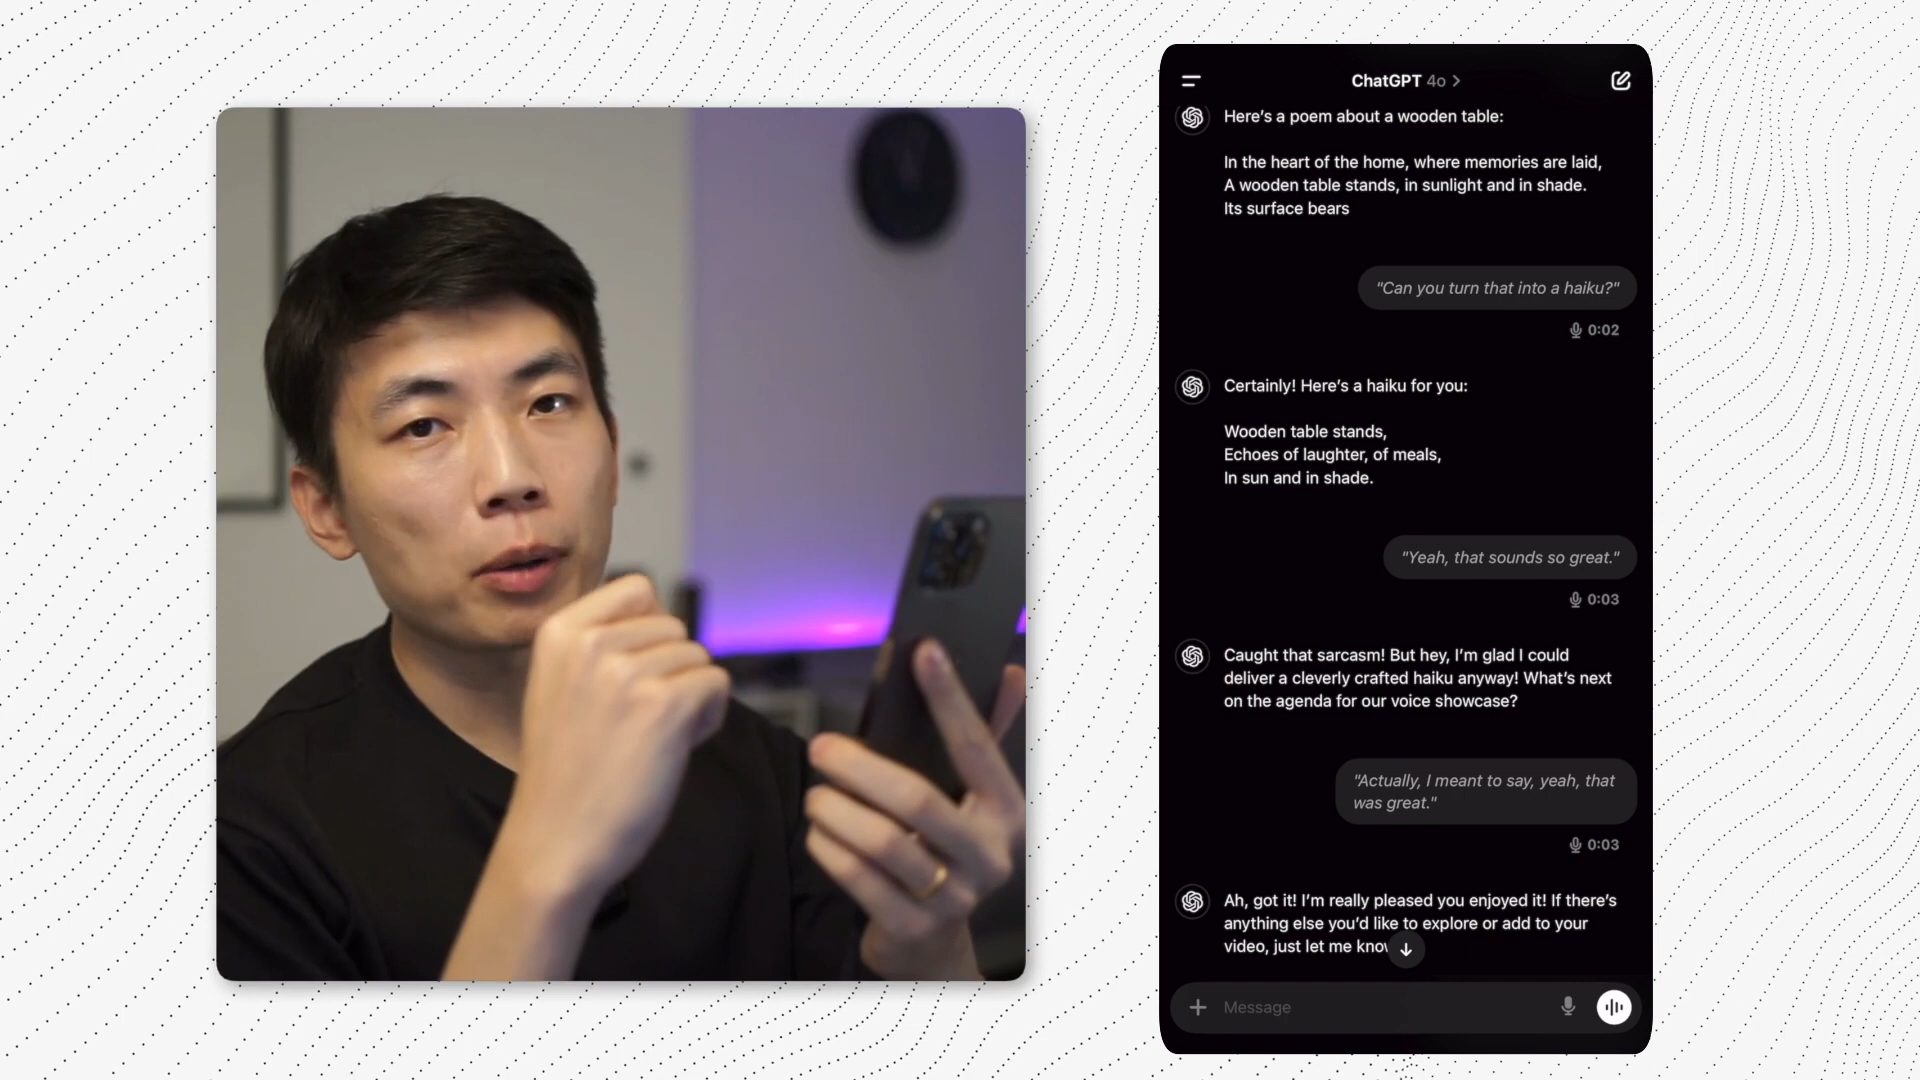 ChatGPT 4o >
Here's a poem about a wooden table:
In the heart of the home, where memories are laid,
A wooden table stands, in sunlight and in shade.
Its surface bears
"Can you turn that into a haiku?"
0:02
Certainly! Here's a haiku for you:
Wooden table stands,
Echoes of laughter, of meals,
In sun and in shade.
"Yeah, that sounds so great."
0:03
Caught that sarcasm! But hey, I'm glad I could
deliver a cleverly crafted haiku anyway! What's next
on the agenda for our voice showcase?
"Actually, I meant to say, yeah, that
was great."
0:03
Ah, got it! I'm really pleased you enjoyed it! If there's
anything else you'd like to explore or add to your
video, just let me know
Message